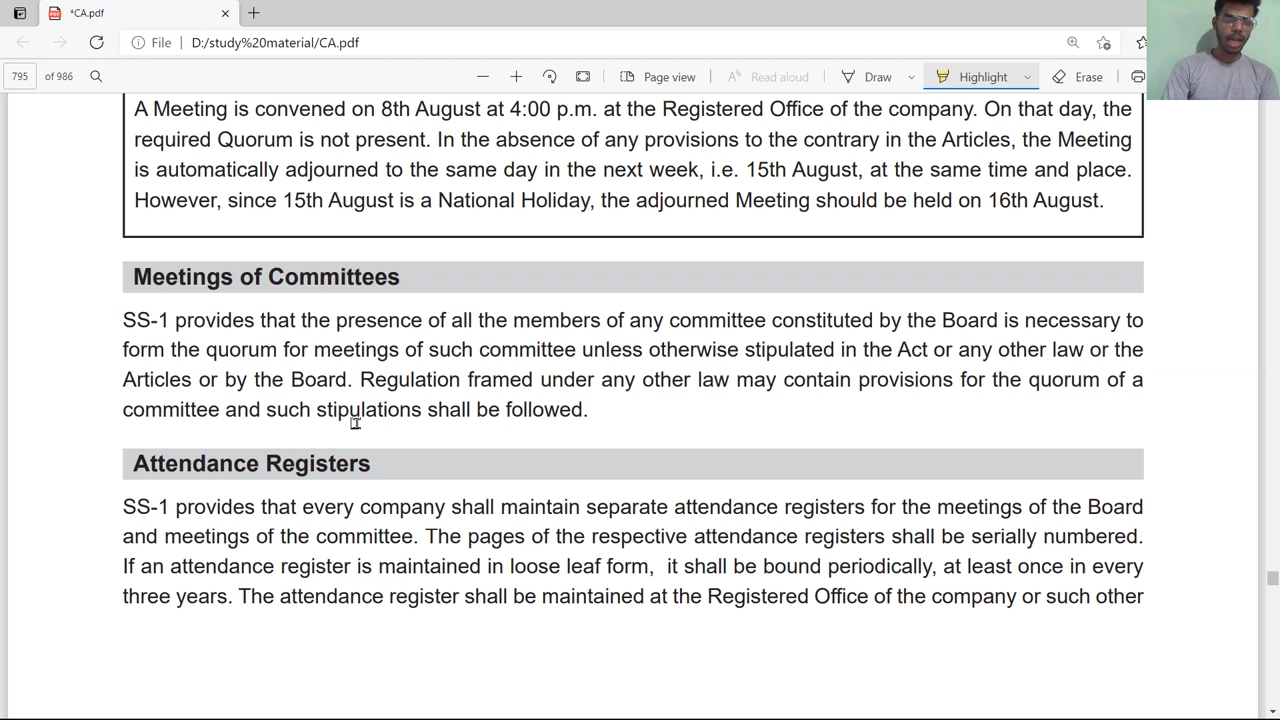 *CA.pdf
File D:/study%20material/CA.pdf
795 of 986 Page view Read aloud Draw Highlight Erase
A Meeting is convened on 8th August at 4:00 p.m. at the Registered Office of the company. On that day, the
required Quorum is not present. In the absence of any provisions to the contrary in the Articles, the Meeting
is automatically adjourned to the same day in the next week, i.e. 15th August, at the same time and place.
However, since 15th August is a National Holiday, the adjourned Meeting should be held on 16th August.
Meetings of Committees
SS-1 provides that the presence of all the members of any committee constituted by the Board is necessary to
form the quorum for meetings of such committee unless otherwise stipulated in the Act or any other law or the
Articles or by the Board. Regulation framed under any other law may contain provisions for the quorum of a
committee and such stipulations shall be followed.
Attendance Registers
SS-1 provides that every company shall maintain separate attendance registers for the meetings of the Board
and meetings of the committee. The pages of the respective attendance registers shall be serially numbered.
If an attendance register is maintained in loose leaf form, it shall be bound periodically, at least once in every
three years. The attendance register shall be maintained at the Registered Office of the company or such other